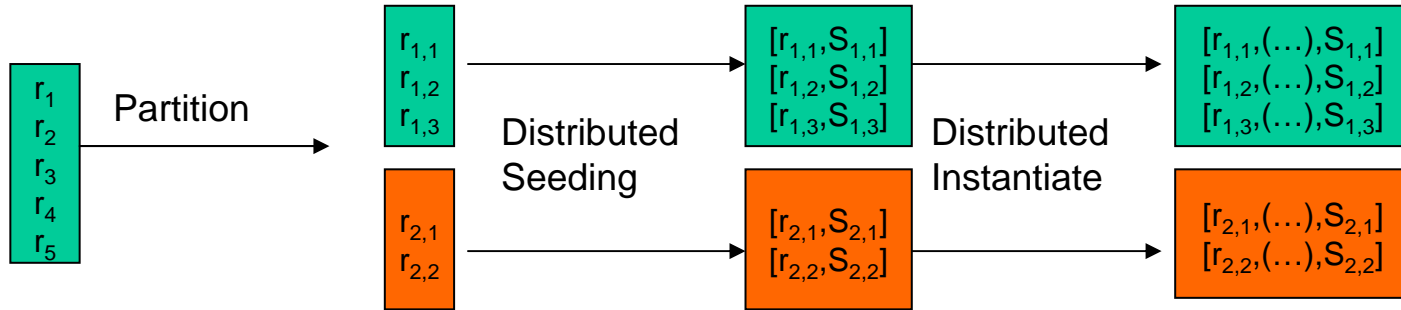 r1
r2
r3
r4
r5
Partition
r1,1
r1,2
r1,3
r2,1
r2,2
Distributed
Seeding
[r1,1,S1,1]
[r1,2,S1,2]
[r1,3,S1,3]
[r2,1,S2,1]
[r2,2,S2,2]
Distributed
Instantiate
[r1,1,(…),S1,1]
[r1,2,(…),S1,2]
[r1,3,(…),S1,3]
[r2,1,(…),S2,1]
[r2,2,(…),S2,2]